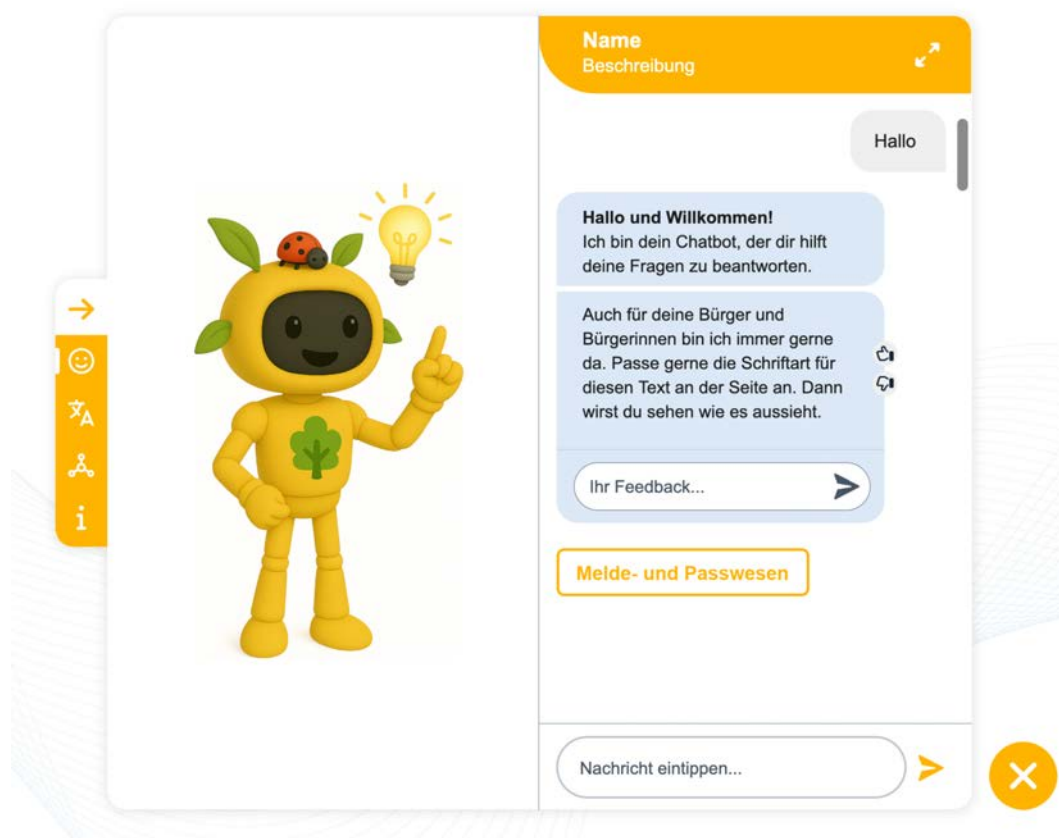 Name
Beschreibung
Hallo
Hallo und Willkommen!
Ich bin dein Chatbot, der dir hilft
deine Fragen zu beantworten.
Auch für deine Bürger und
Bürgerinnen bin ich immer gerne
da. Passe gerne die Schriftart für
diesen Text an der Seite an. Dann
wirst du sehen wie es aussieht.
Ihr Feedback...
Melde- und Passwesen
Nachricht eintippen...